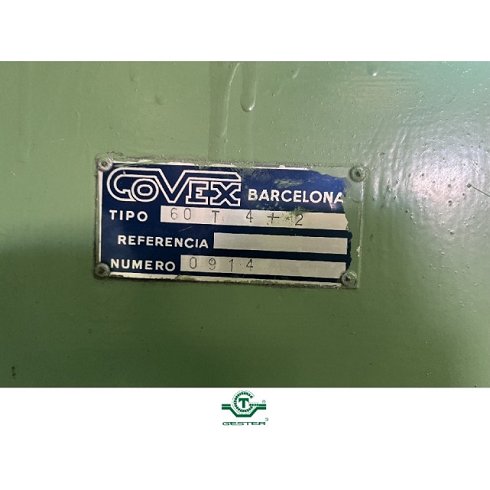 COVEX BARCELONA
TIPO 60 T 4 + 2
REFERENCIA
NUMERO 0914
GESTER